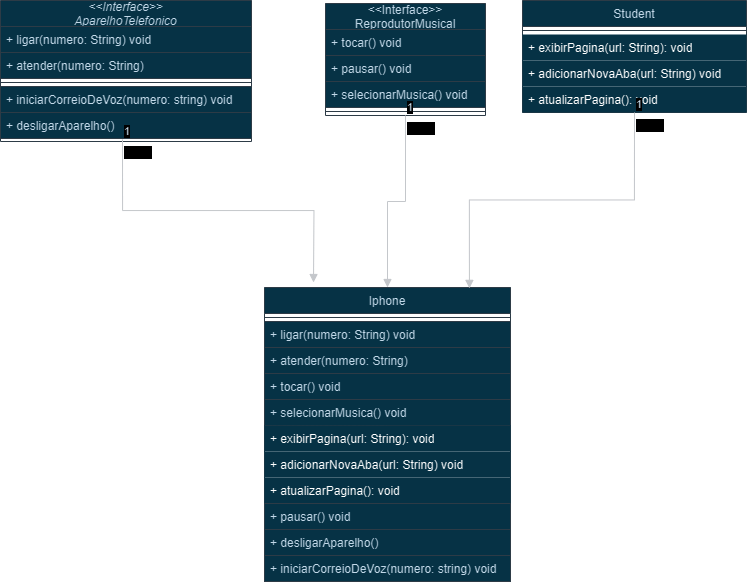 <<Interface>>
AparelhoTelefonico
+ ligar(numero: String) void
+ atender(numero: String)
+ iniciarCorreioDeVoz(numero: string) void
+ desligarAparelho()
1
<<Interface>>
ReprodutorMusical
+ tocar() void
+ pausar() void
+ selecionarMusica() void
1
Student
+ exibirPagina(url: String): void
+ adicionarNovaAba(url: String) void
+ atualizarPagina(): void
1
Iphone
+ ligar(numero: String) void
+ atender(numero: String)
+ tocar() void
+ selecionarMusica() void
+ exibirPagina(url: String): void
+ adicionarNovaAba(url: String) void
+ atualizarPagina(): void
+ pausar() void
+ desligarAparelho()
+ iniciarCorreioDeVoz(numero: string) void